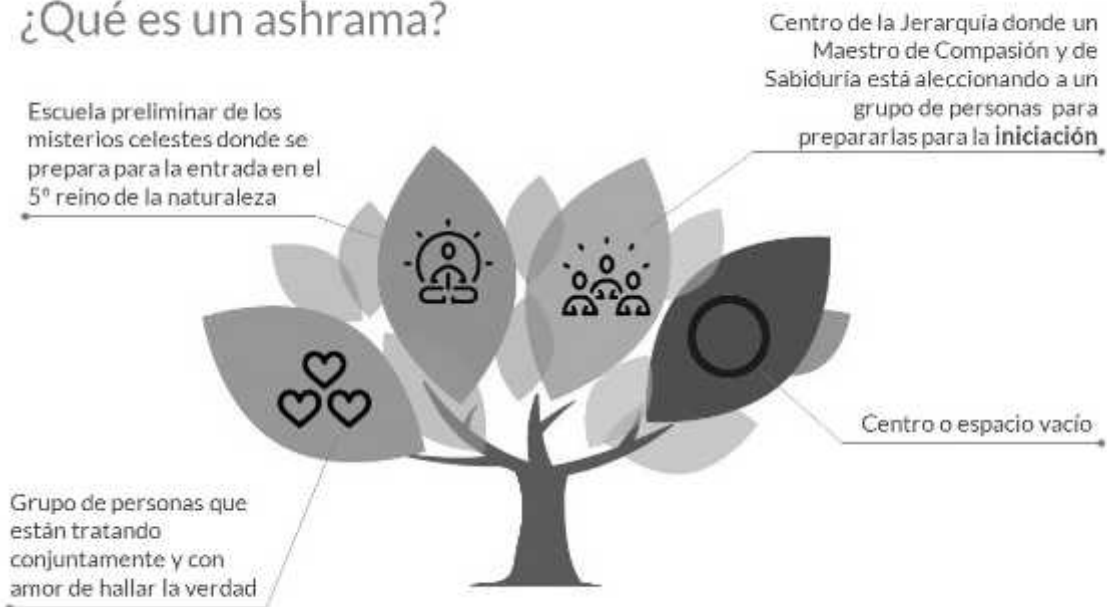 ¿Qué es un ashrama?
Escuela preliminar de los
misterios celestes donde se
prepara para la entrada en el
5º reino de la naturaleza
Centro de la Jerarquía donde un
Maestro de Compasión y de
Sabiduría está aleccionando a un
grupo de personas para
prepararlas para la iniciación
Centro o espacio vacío
Grupo de personas que
están tratando
conjuntamente y con
amor de hallar la verdad